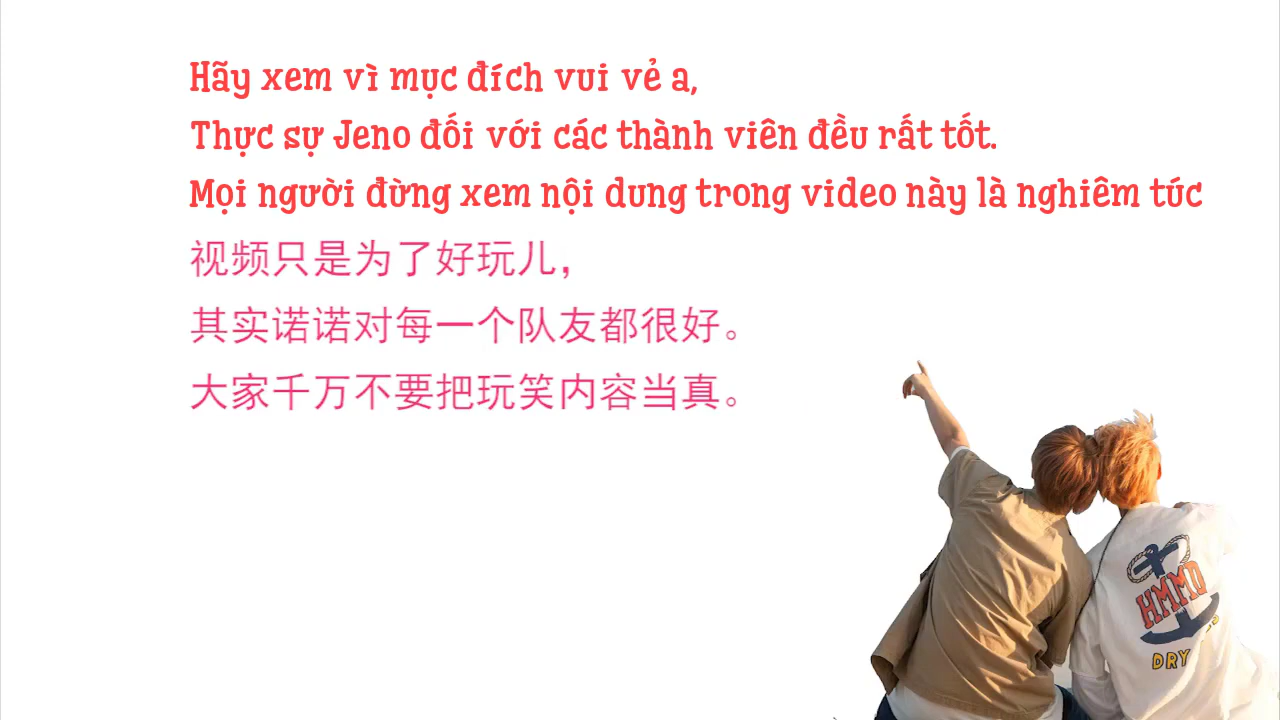 Hãy xem vì mục đích vui vẻ a,
Thực sự Jeno đối với các thành viên đều rất tốt.
Mọi người đừng xem nội dung trong video này là nghiêm túc
视频只是为了好玩儿，
其实诺诺对每一个队友都很好。
大家千万不要把玩笑内容当真。
HMMD
DRY